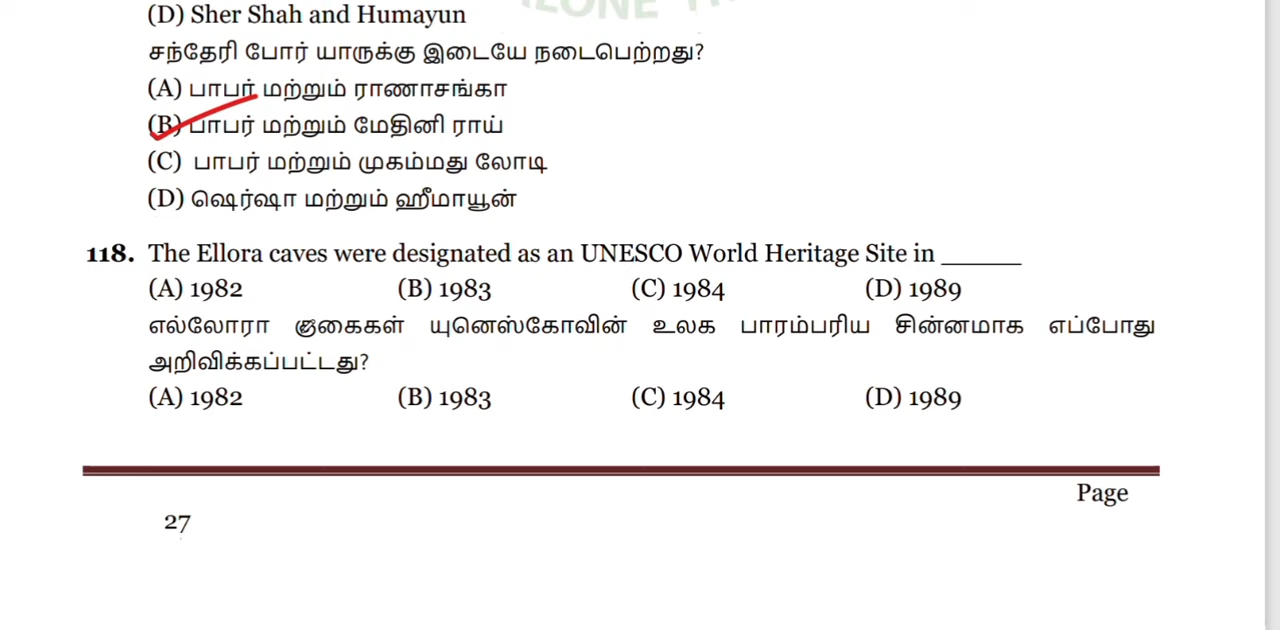 (D) Sher Shah and Humayun
சந்தேரி போர் யாருக்கு இடையே நடைபெற்றது?
(A) பாபர் மற்றும் ராணாசங்கா
(B) பாபர் மற்றும் மேதினி ராய்
(C) பாபர் மற்றும் முகம்மது லோடி
(D) ஷெர்ஷா மற்றும் ஹீமாயூன்
118. The Ellora caves were designated as an UNESCO World Heritage Site in ______
(A) 1982 (B) 1983 (C) 1984 (D) 1989
எல்லோரா குகைகள் யுனெஸ்கோவின் உலக பாரம்பரிய சின்னமாக எப்போது
அறிவிக்கப்பட்டது?
(A) 1982 (B) 1983 (C) 1984 (D) 1989
Page
27